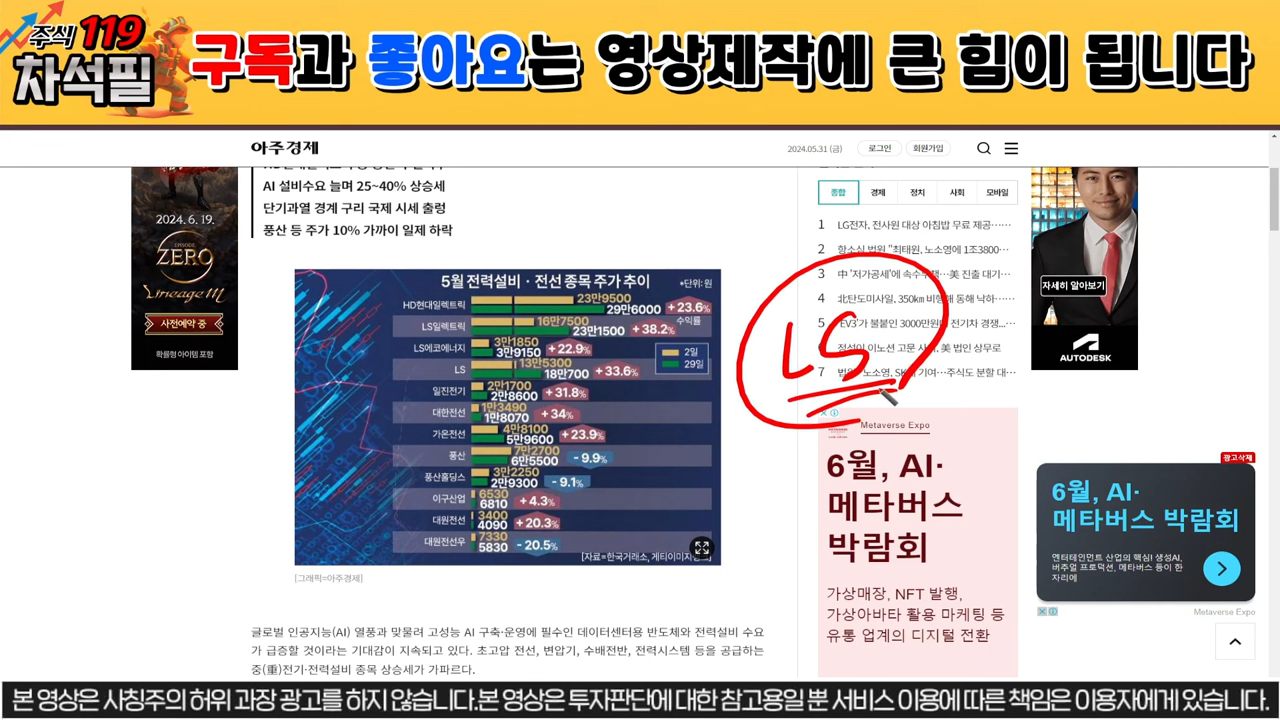 주식 119
차석필
구독과 좋아요는 영상제작에 큰 힘이 됩니다
아주경제
2024.05.31 (금)
로그인
회원가입
AI 설비수요 늘며 25~40% 상승세
단기과열 경계 구리 국제 시세 출렁
풍산 등 주가 10% 가까이 일제 하락
2024. 6. 19.
EPISODE
ZERO
Lineage M
사전예약 중
확률형 아이템 포함
5월 전력설비 · 전선 종목 주가 추이
*단위: 원
HD현대일렉트릭 23만9500 29만6000 +23.6%
수익률
LS일렉트릭 16만7500 23만1500 +38.2%
LS에코에너지 3만1850 3만9150 +22.9%
2일
29일
LS 13만5300 18만700 +33.6%
일진전기 2만1700 2만8600 +31.8%
대한전선 1만3490 1만8070 +34%
가온전선 4만8100 5만9600 +23.9%
풍산 7만2700 6만5500 -9.9%
풍산홀딩스 3만2250 2만9300 -9.1%
이구산업 6530 6810 +4.3%
대원전선 3400 4090 +20.3%
대원전선우 7330 5830 -20.5%
[자료=한국거래소, 게티이미지
[그래픽=아주경제]
글로벌 인공지능(AI) 열풍과 맞물려 고성능 AI 구축·운영에 필수인 데이터센터용 반도체와 전력설비 수요
가 급증할 것이라는 기대감이 지속되고 있다. 초고압 전선, 변압기, 수배전반, 전력시스템 등을 공급하는
중(重)전기·전력설비 종목 상승세가 가파르다.
종합
경제
정치
사회
모바일
1 LG전자, 전사원 대상 아침밥 무료 제공……
2 항소심 법원 "최태원, 노소영에 1조3800…
3 中 '저가공세'에 속수무책…美 진출 대기…
4 北탄도미사일, 350㎞ 비행해 동해 낙하……
5 'EV3'가 불붙인 3000만원대 전기차 경쟁...…
정성이 이노션 고문 美 법인 상무로
7 법원 노소영, SK 기여…주식도 분할 대…
LS
Metaverse Expo
6월, AI·
메타버스
박람회
가상매장, NFT 발행,
가상아바타 활용 마케팅 등
유통 업계의 디지털 전환
자세히 알아보기
AUTODESK
광고삭제
6월, AI·
메타버스 박람회
엔터테인먼트 산업의 핵심! 생성AI,
버추얼 프로덕션, 메타버스 등이 한
자리에
Metaverse Expo
본 영상은 사칭주의 허위 과장 광고를 하지 않습니다.본 영상은 투자판단에 대한 참고용일 뿐 서비스 이용에 따른 책임은 이용자에게 있습니다.